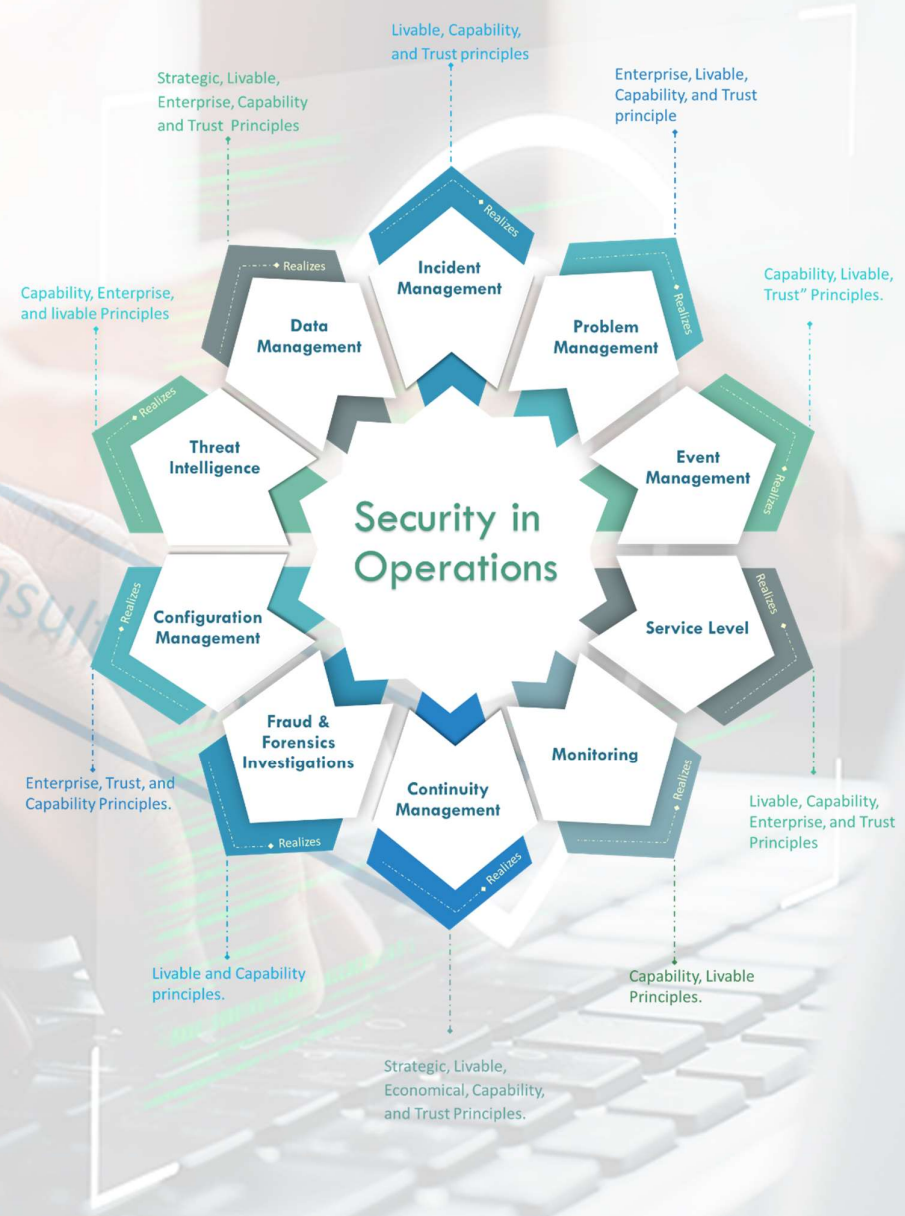 Livable, Capability,
and Trust principles
Strategic, Livable,
Enterprise, Capability
and Trust Principles
Enterprise, Livable,
Capability, and Trust
principle
Capability, Livable,
Trust” Principles.
Capability, Enterprise,
and livable Principles
Realizes
Incident
Management
Realizes
Data
Management
Realizes
Problem
Management
Realizes
Threat
Intelligence
Realizes
Event
Management
Security in
Operations
Realizes
Configuration
Management
Realizes
Service Level
Fraud &
Forensics
Investigations
Realizes
Monitoring
Realizes
Continuity
Management
Realizes
Enterprise, Trust, and
Capability Principles.
Livable, Capability,
Enterprise, and Trust
Principles
Livable and Capability
principles.
Capability, Livable
Principles.
Strategic, Livable,
Economical, Capability,
and Trust Principles.